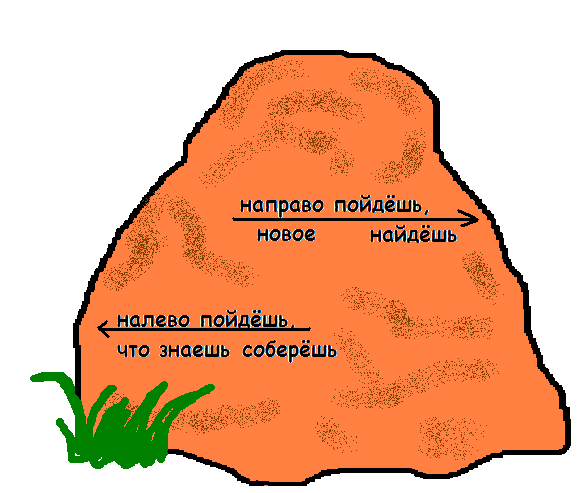 направо пойдёшь,
новое найдёшь
налево пойдёшь,
что знаешь соберёшь